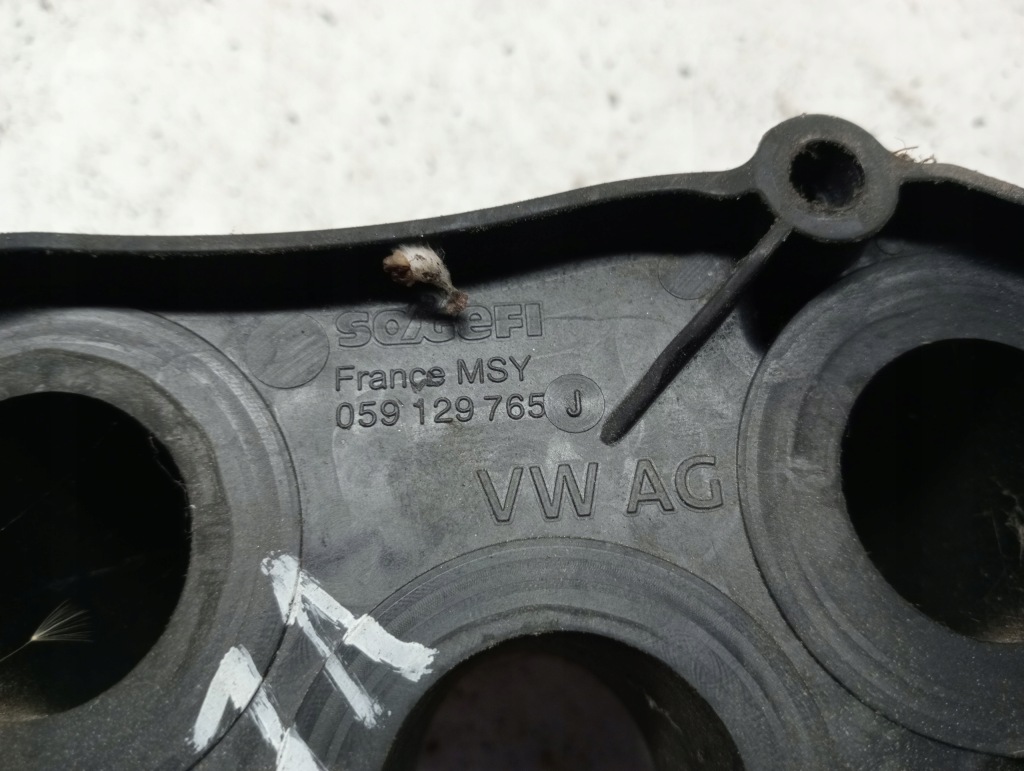 SOGEFI
France MSY
059 129 765 J
VW AG